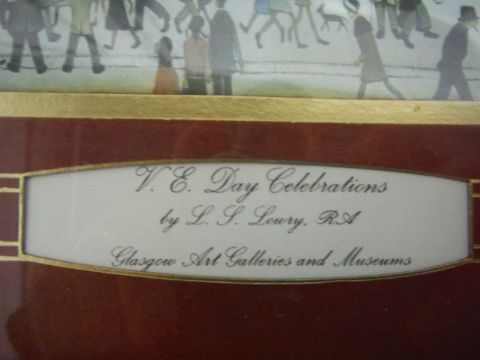 V. E. Day Celebrations
by L. S. Lowry, RA
Glasgow Art Galleries and Museums